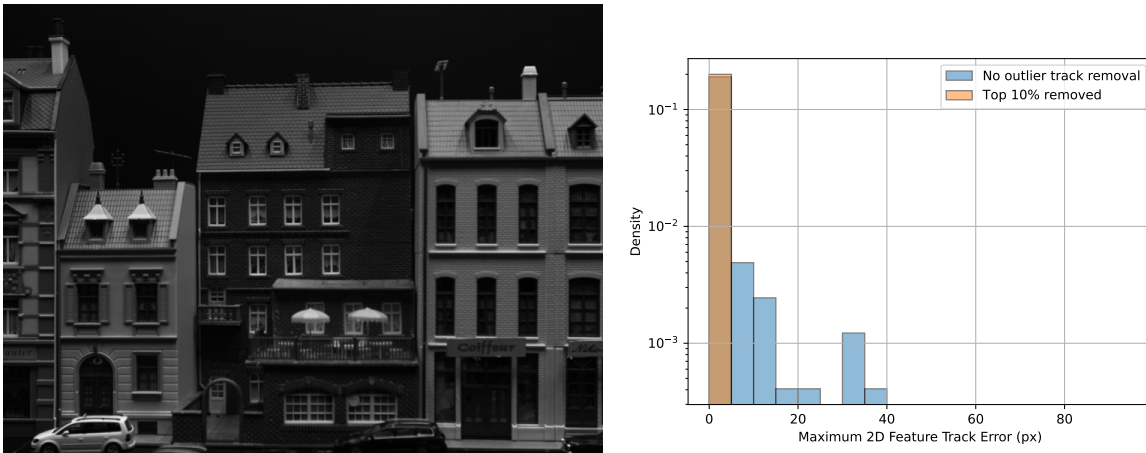 Coiffeur
No outlier track removal
Top 10% removed
10⁻¹
10⁻²
10⁻³
Density
0
20
40
60
80
Maximum 2D Feature Track Error (px)